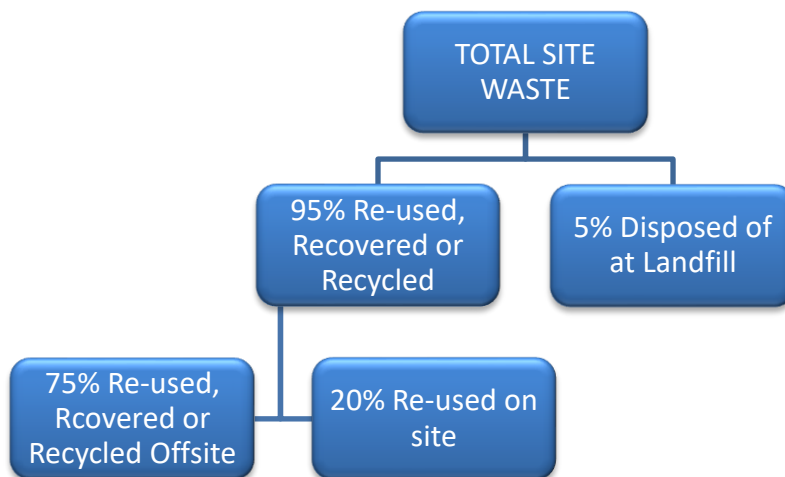 TOTAL SITE
WASTE
95% Re-used,
Recovered or
Recycled
5% Disposed of
at Landfill
75% Re-used,
Rcovered or
Recycled Offsite
20% Re-used on
site